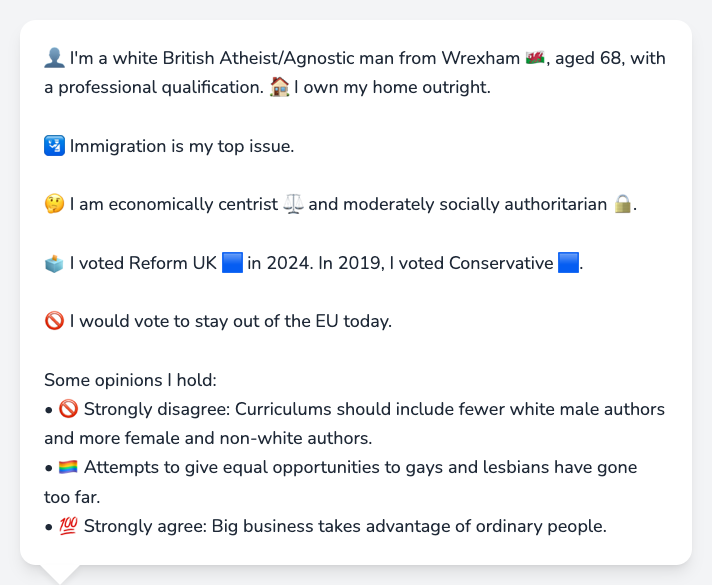 👤 I'm a white British Atheist/Agnostic man from Wrexham 🏴󠁧󠁢󠁷󠁬󠁳󠁿, aged 68, with
a professional qualification. 🏠 I own my home outright.
🛂 Immigration is my top issue.
🤔 I am economically centrist ⚖️ and moderately socially authoritarian 🔒.
🗳️ I voted Reform UK 🟦 in 2024. In 2019, I voted Conservative 🟦.
🚫 I would vote to stay out of the EU today.
Some opinions I hold:
• 🚫 Strongly disagree: Curriculums should include fewer white male authors
and more female and non-white authors.
• 🏳️‍🌈 Attempts to give equal opportunities to gays and lesbians have gone
too far.
• 💯 Strongly agree: Big business takes advantage of ordinary people.